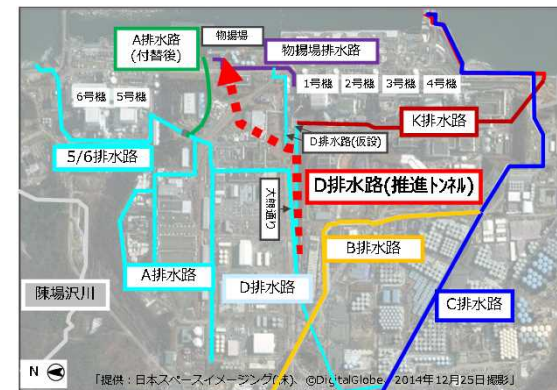 A排水路
(付替後)
物揚場
物揚場排水路
6号機
5号機
1号機
2号機
3号機
4号機
K排水路
D排水路(仮設)
5/6排水路
D排水路(推進トンネル)
大熊通り
B排水路
A排水路
D排水路
C排水路
陳場沢川
N
「提供:日本スペースイメージング(株)、©DigitalGlobe、2014年12月25日撮影」